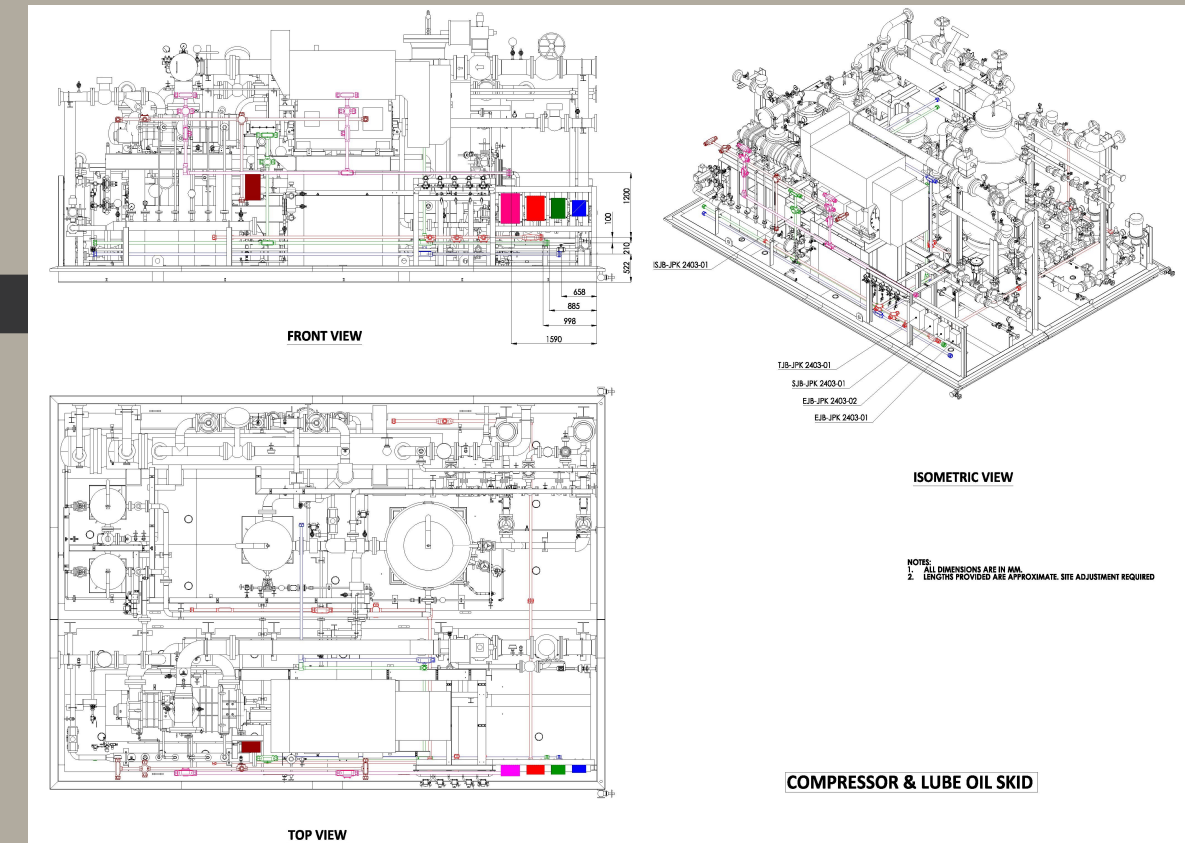 1200
100
210
522
658
885
998
1590
FRONT VIEW
ISJB-JPK 2403-01
TJB-JPK 2403-01
SJB-JPK 2403-01
EJB-JPK 2403-02
EJB-JPK 2403-01
ISOMETRIC VIEW
NOTES:
1. ALL DIMENSIONS ARE IN MM.
2. LENGTHS PROVIDED ARE APPROXIMATE. SITE ADJUSTMENT REQUIRED
COMPRESSOR & LUBE OIL SKID
TOP VIEW